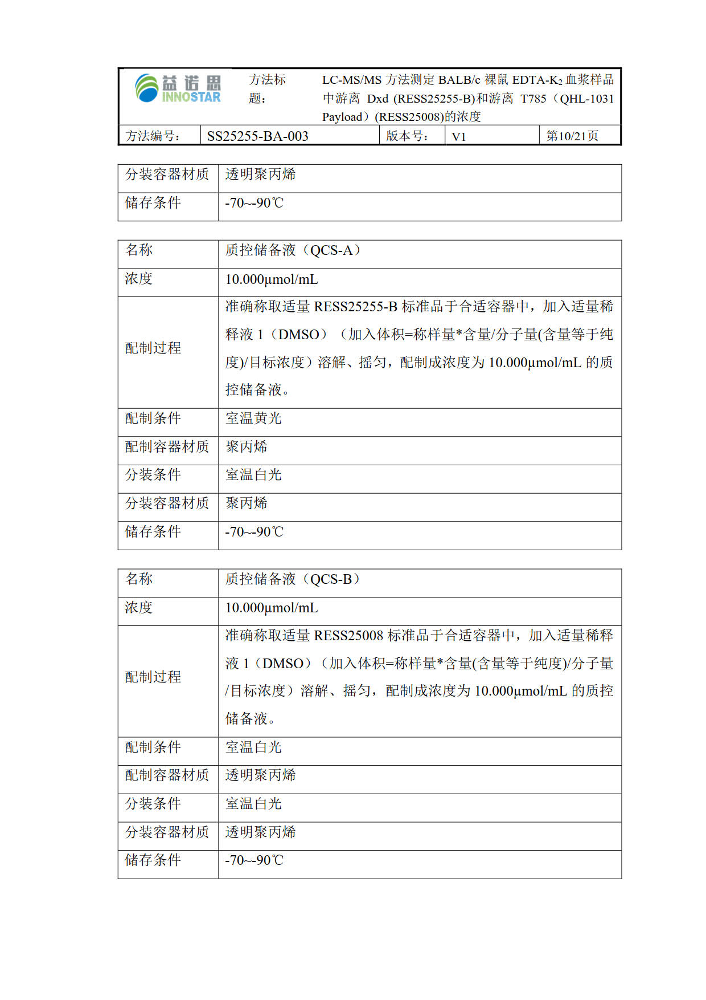 益诺思
INNOSTAR
方法标
题：
LC-MS/MS 方法测定 BALB/c 裸鼠 EDTA-K2 血浆样品
中游离 Dxd (RESS25255-B)和游离 T785（QHL-1031
Payload）(RESS25008)的浓度
方法编号： SS25255-BA-003 版本号： V1 第10/21页
分装容器材质 透明聚丙烯
储存条件 -70~-90℃
名称 质控储备液（QCS-A）
浓度 10.000µmol/mL
配制过程
准确称取适量 RESS25255-B 标准品于合适容器中，加入适量稀
释液 1（DMSO）（加入体积=称样量*含量/分子量(含量等于纯
度)/目标浓度）溶解、摇匀，配制成浓度为 10.000µmol/mL 的质
控储备液。
配制条件 室温黄光
配制容器材质 聚丙烯
分装条件 室温白光
分装容器材质 聚丙烯
储存条件 -70~-90℃
名称 质控储备液（QCS-B）
浓度 10.000µmol/mL
配制过程
准确称取适量 RESS25008 标准品于合适容器中，加入适量稀释
液 1（DMSO）（加入体积=称样量*含量(含量等于纯度)/分子量
/目标浓度）溶解、摇匀，配制成浓度为 10.000µmol/mL 的质控
储备液。
配制条件 室温白光
配制容器材质 透明聚丙烯
分装条件 室温白光
分装容器材质 透明聚丙烯
储存条件 -70~-90℃